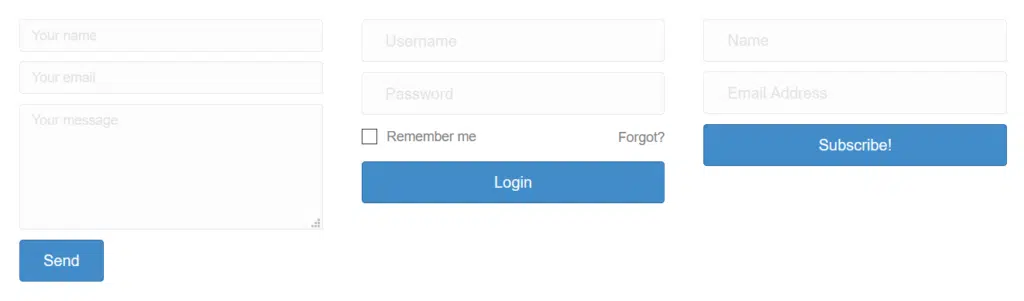 Your name
Your email
Your message
Send
Username
Password
Remember me
Forgot?
Login
Name
Email Address
Subscribe!